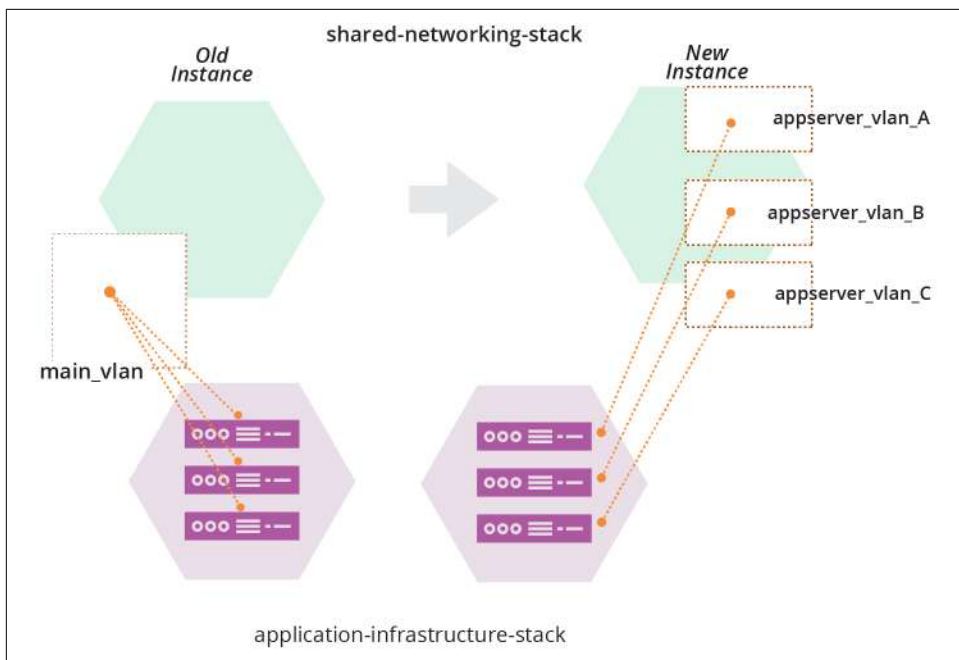 shared-networking-stack
Old
Instance
New
Instance
appserver_vlan_A
appserver_vlan_B
appserver_vlan_C
main_vlan
application-infrastructure-stack